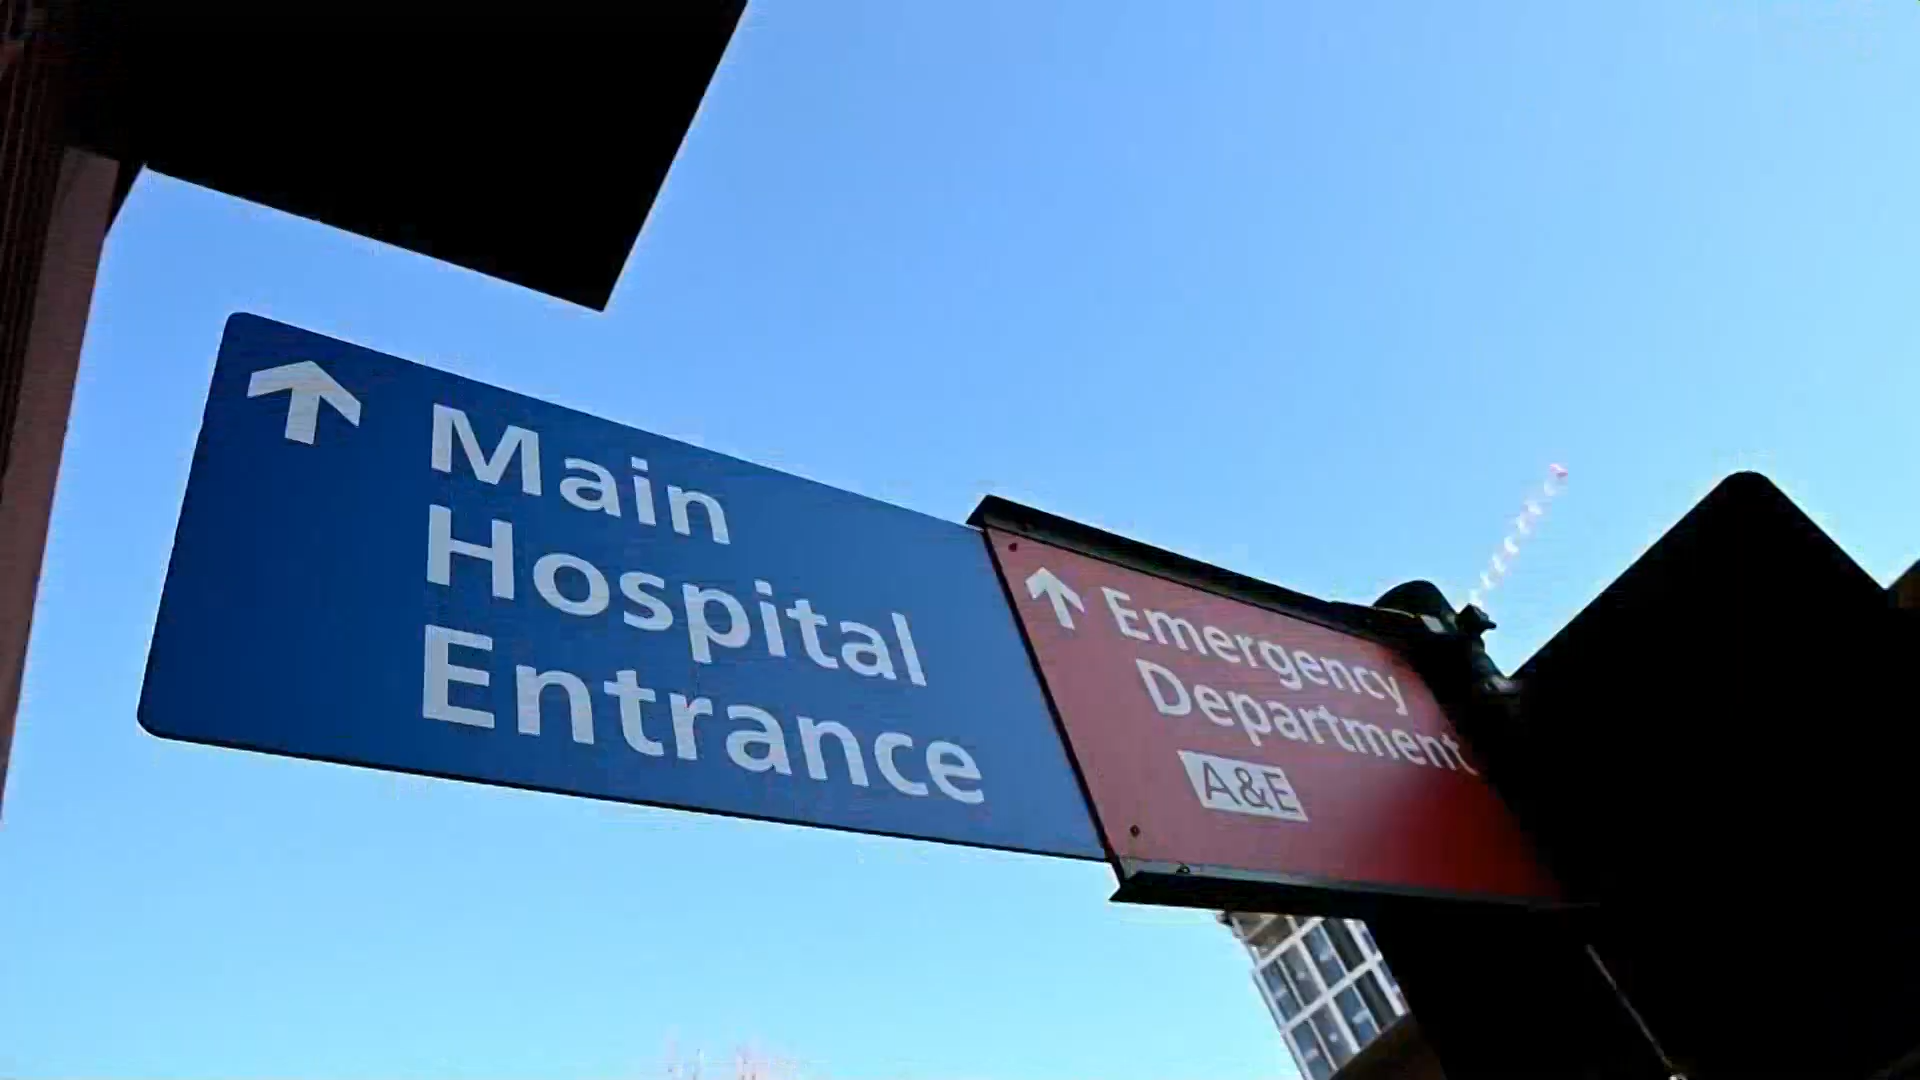 Main
Hospital
Entrance
Emergency
Department
A&E